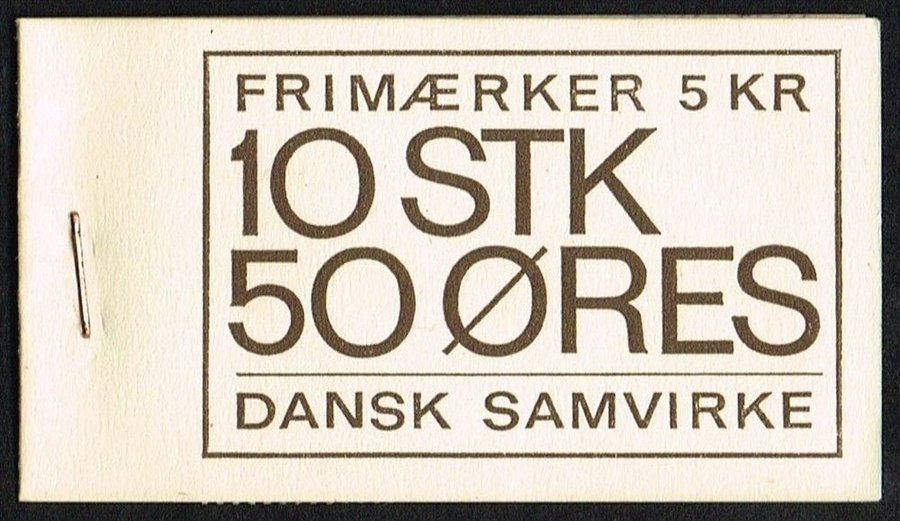 FRIMÆRKER 5 KR
10 STK
50 ØRES
DANSK SAMVIRKE